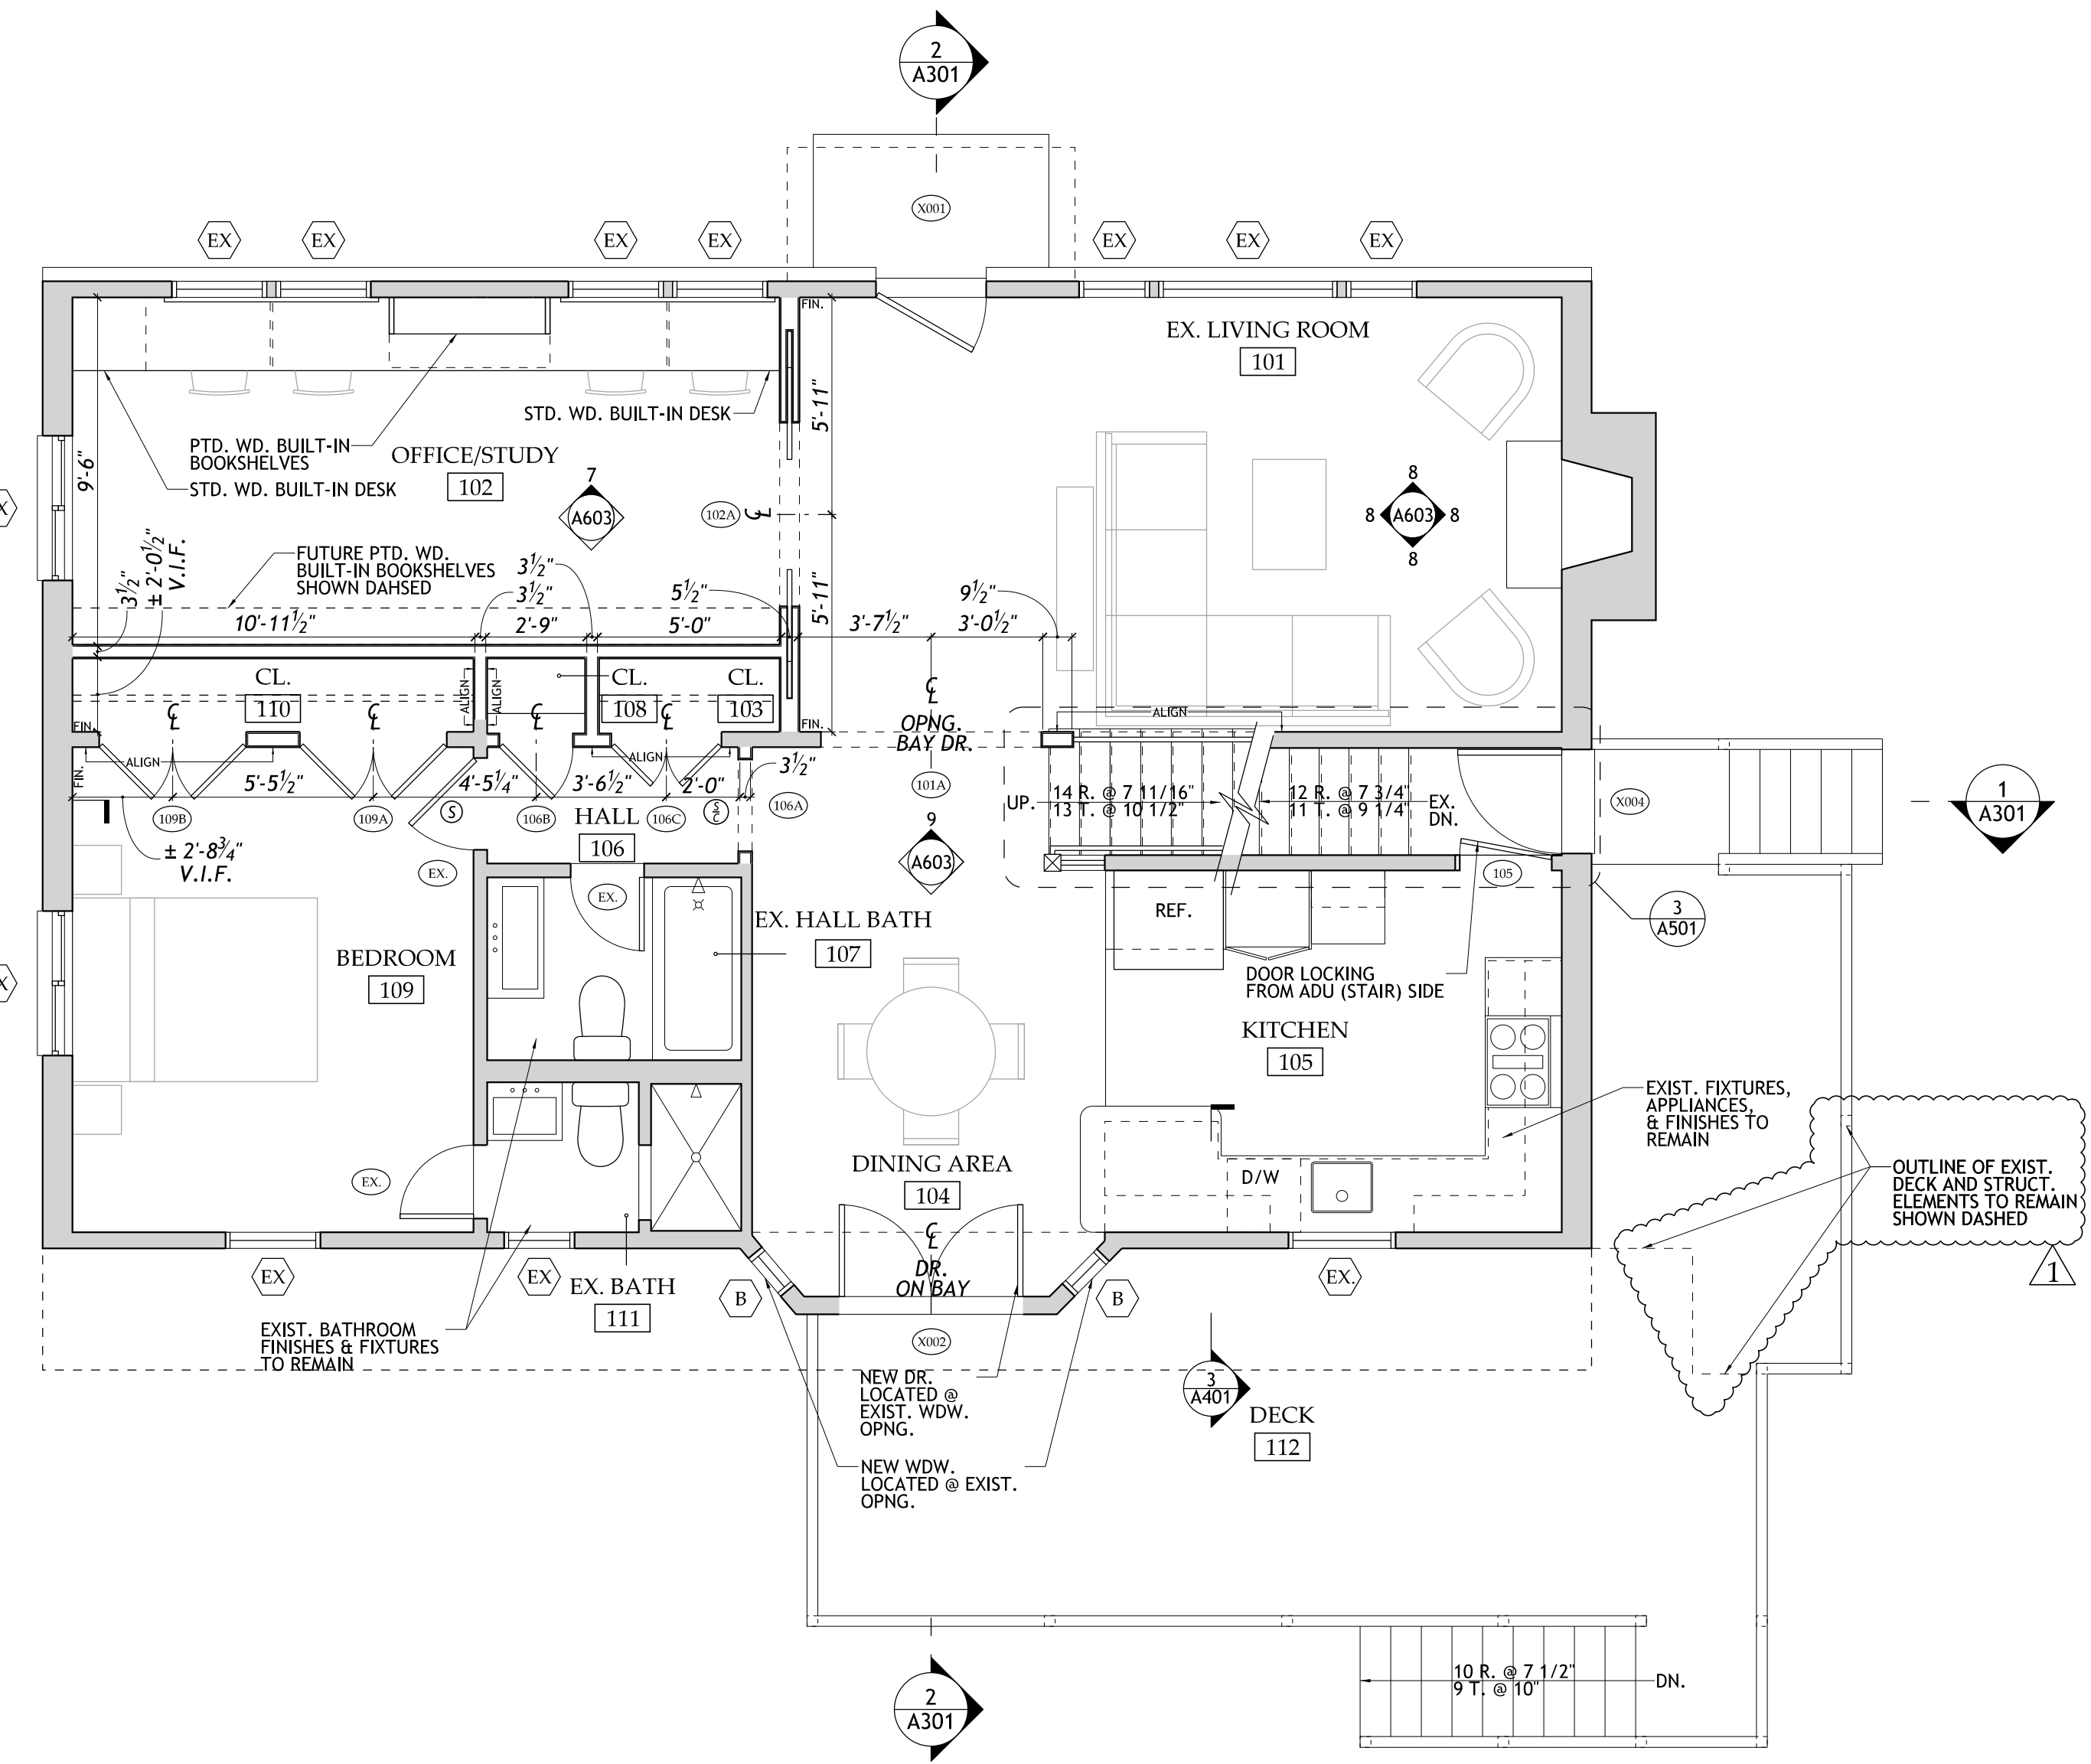 2
A301
X001
EX
EX
EX
EX
EX
EX
EX
EX. LIVING ROOM
101
FIN.
5'-11"
9'-6"
STD. WD. BUILT-IN DESK
PTD. WD. BUILT-IN
BOOKSHELVES
STD. WD. BUILT-IN DESK
OFFICE/STUDY
102
7
A603
102A
℄
8
8 A603 8
8
X
3½"
± 2'-0½"
V.I.F.
FUTURE PTD. WD.
BUILT-IN BOOKSHELVES
SHOWN DAHSED
3½"
3½"
5½"
5'-11"
9½"
10'-11½"
2'-9"
5'-0"
3'-7½"
3'-0½"
CL.
110
ALIGN
ALIGN
CL.
108
CL.
103
℄
℄
℄
℄
FIN.
FIN.
℄
OPNG.
BAY DR.
ALIGN
FIN.
ALIGN
ALIGN
5'-5½"
4'-5¼"
3'-6½"
2'-0"
3½"
109B
109A
S
106B
106C
S
C
106A
101A
HALL
106
UP.
14 R. @ 7 11/16"
13 T. @ 10 1/2"
12 R. @ 7 3/4"
11 T. @ 9 1/4"
EX.
DN.
X004
1
A301
± 2'-8¾"
V.I.F.
EX.
EX.
9
A603
105
3
A501
REF.
EX. HALL BATH
107
BEDROOM
109
X
DOOR LOCKING
FROM ADU (STAIR) SIDE
KITCHEN
105
EXIST. FIXTURES,
APPLIANCES,
& FINISHES TO
REMAIN
OUTLINE OF EXIST.
DECK AND STRUCT.
ELEMENTS TO REMAIN
SHOWN DASHED
1
EX.
DINING AREA
104
D/W
℄
DR.
ON BAY
EX
EX
EX. BATH
111
B
B
EX.
X002
EXIST. BATHROOM
FINISHES & FIXTURES
TO REMAIN
NEW DR.
LOCATED @
EXIST. WDW.
OPNG.
3
A401
DECK
112
NEW WDW.
LOCATED @ EXIST.
OPNG.
10 R. @ 7 1/2"
9 T. @ 10"
DN.
2
A301